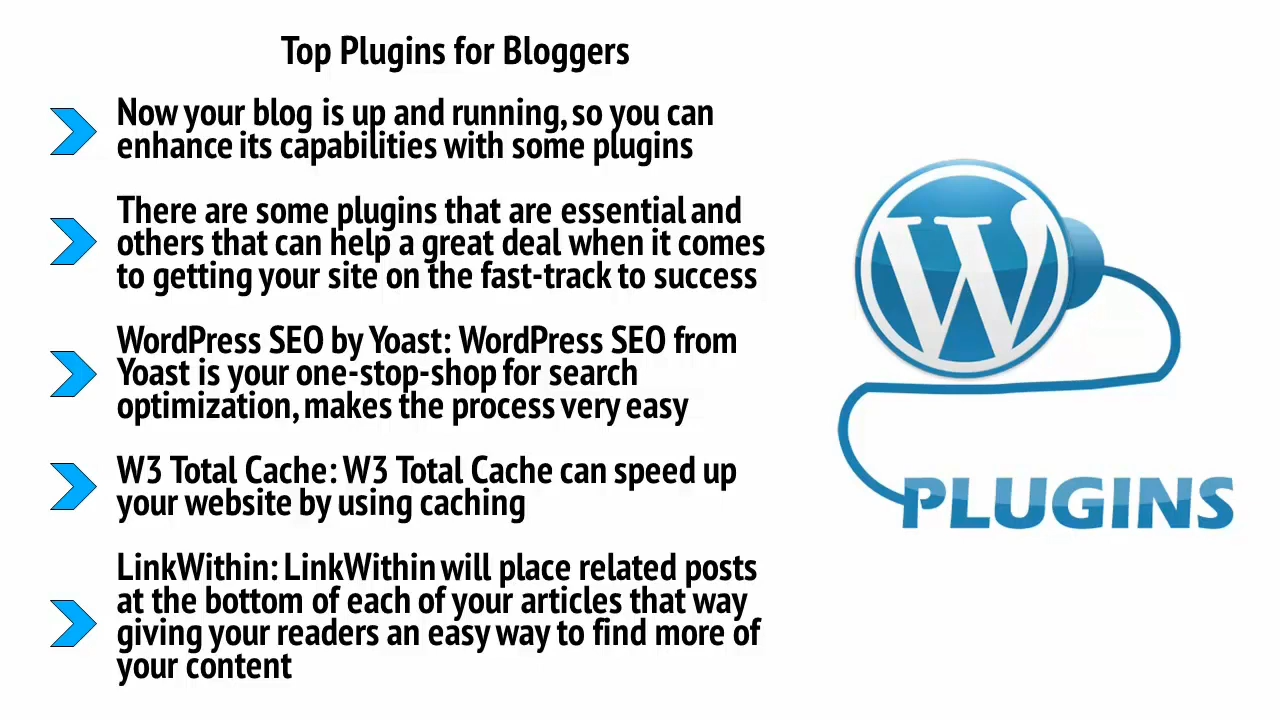 Top Plugins for Bloggers
Now your blog is up and running, so you can
enhance its capabilities with some plugins
There are some plugins that are essential and
others that can help a great deal when it comes
to getting your site on the fast-track to success
WordPress SEO by Yoast: WordPress SEO from
Yoast is your one-stop-shop for search
optimization, makes the process very easy
W3 Total Cache: W3 Total Cache can speed up
your website by using caching
LinkWithin: LinkWithin will place related posts
at the bottom of each of your articles that way
giving your readers an easy way to find more of
your content
W
PLUGINS